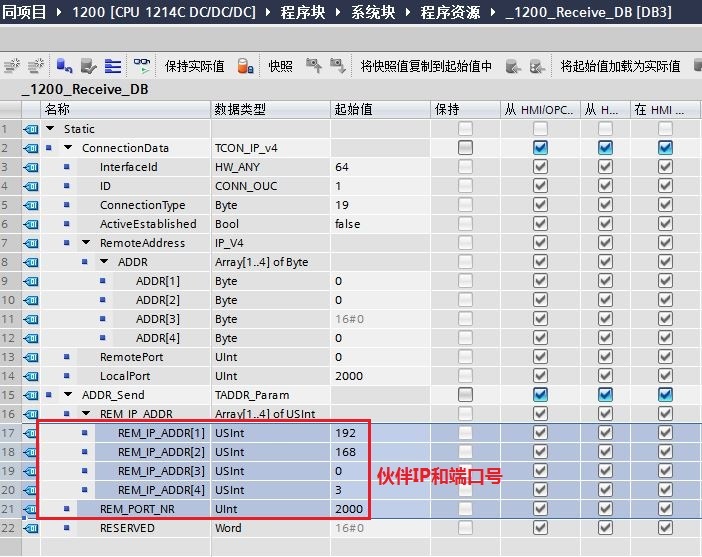 同项目 ▸ 1200 [CPU 1214C DC/DC/DC] ▸ 程序块 ▸ 系统块 ▸ 程序资源 ▸ _1200_Receive_DB [DB3]
保持实际值 快照 将快照值复制到起始值中 将起始值加载为实际值
_1200_Receive_DB
名称 数据类型 起始值 保持 从 HMI/OPC.. 从 H... 在 HMI ...
1 Static
2 ConnectionData TCON_IP_v4
3 InterfaceId HW_ANY 64
4 ID CONN_OUC 1
5 ConnectionType Byte 19
6 ActiveEstablished Bool false
7 RemoteAddress IP_V4
8 ADDR Array[1..4] of Byte
9 ADDR[1] Byte 0
10 ADDR[2] Byte 0
11 ADDR[3] Byte 16#0
12 ADDR[4] Byte 0
13 RemotePort UInt 0
14 LocalPort UInt 2000
15 ADDR_Send TADDR_Param
16 REM_IP_ADDR Array[1..4] of USInt
17 REM_IP_ADDR[1] USInt 192
18 REM_IP_ADDR[2] USInt 168
19 REM_IP_ADDR[3] USInt 0
20 REM_IP_ADDR[4] USInt 3
21 REM_PORT_NR UInt 2000
22 RESERVED Word 16#0
伙伴IP和端口号